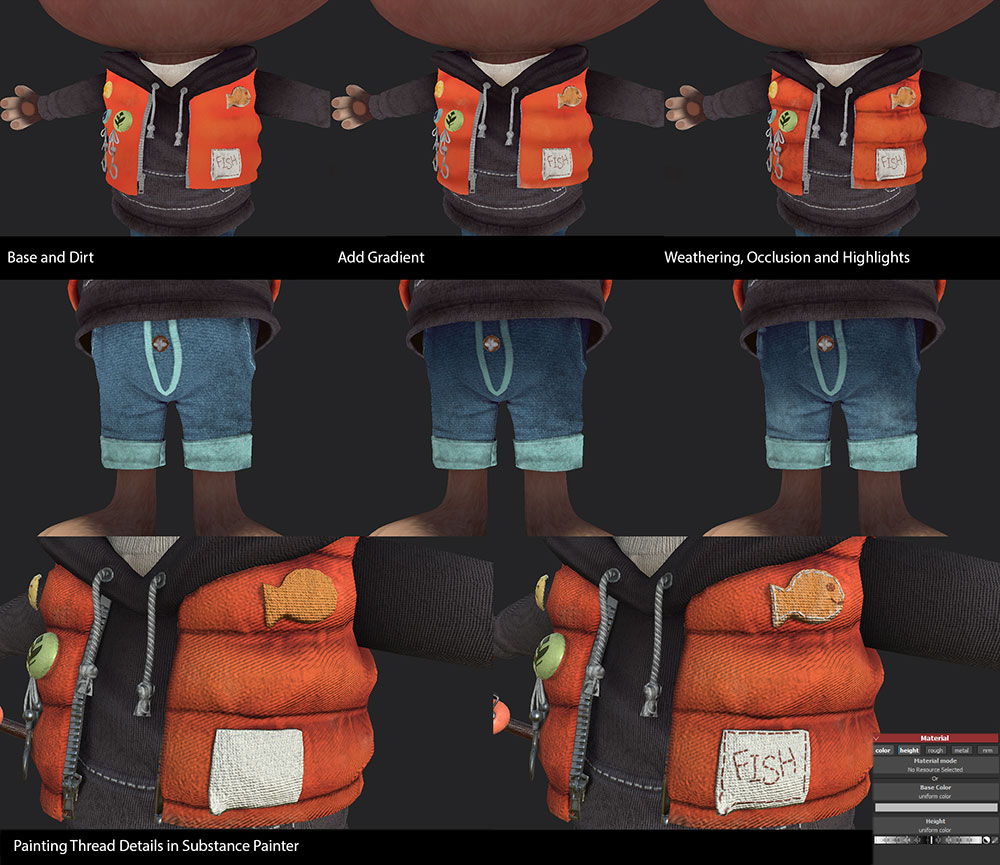 FISH
FISH
FISH
Base and Dirt
Add Gradient
Weathering, Occlusion and Highlights
FISH
Material
color height rough metal nrm
Material mode
No Resource Selected
Or
Base Color
uniform color
Height
uniform color
Painting Thread Details in Substance Painter